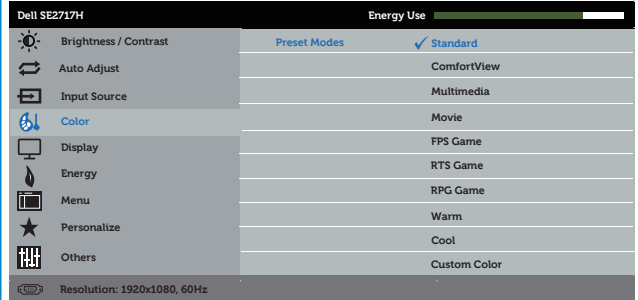 Dell SE2717H Energy Use
Brightness / Contrast Preset Modes Standard
Auto Adjust ComfortView
Input Source Multimedia
Color Movie
Display FPS Game
Energy RTS Game
Menu RPG Game
Personalize Warm
Cool
Others Custom Color
Resolution: 1920x1080, 60Hz